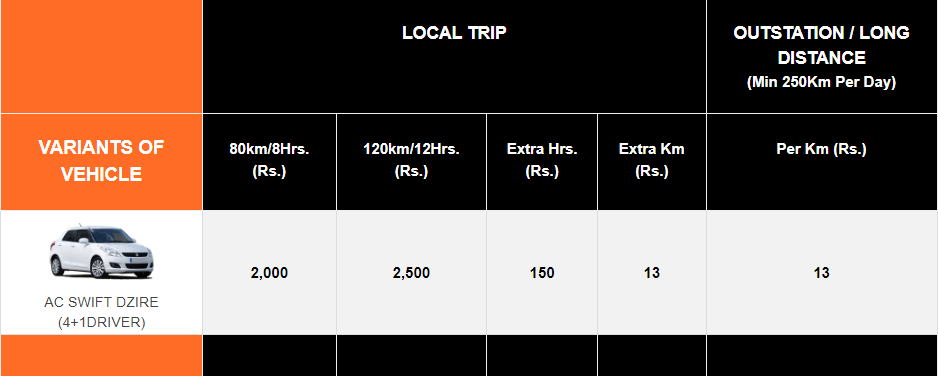 LOCAL TRIP
OUTSTATION / LONG
DISTANCE
(Min 250Km Per Day)
VARIANTS OF
VEHICLE
80km/8Hrs.
(Rs.)
120km/12Hrs.
(Rs.)
Extra Hrs.
(Rs.)
Extra Km
(Rs.)
Per Km (Rs.)
AC SWIFT DZIRE
(4+1DRIVER)
2,000
2,500
150
13
13